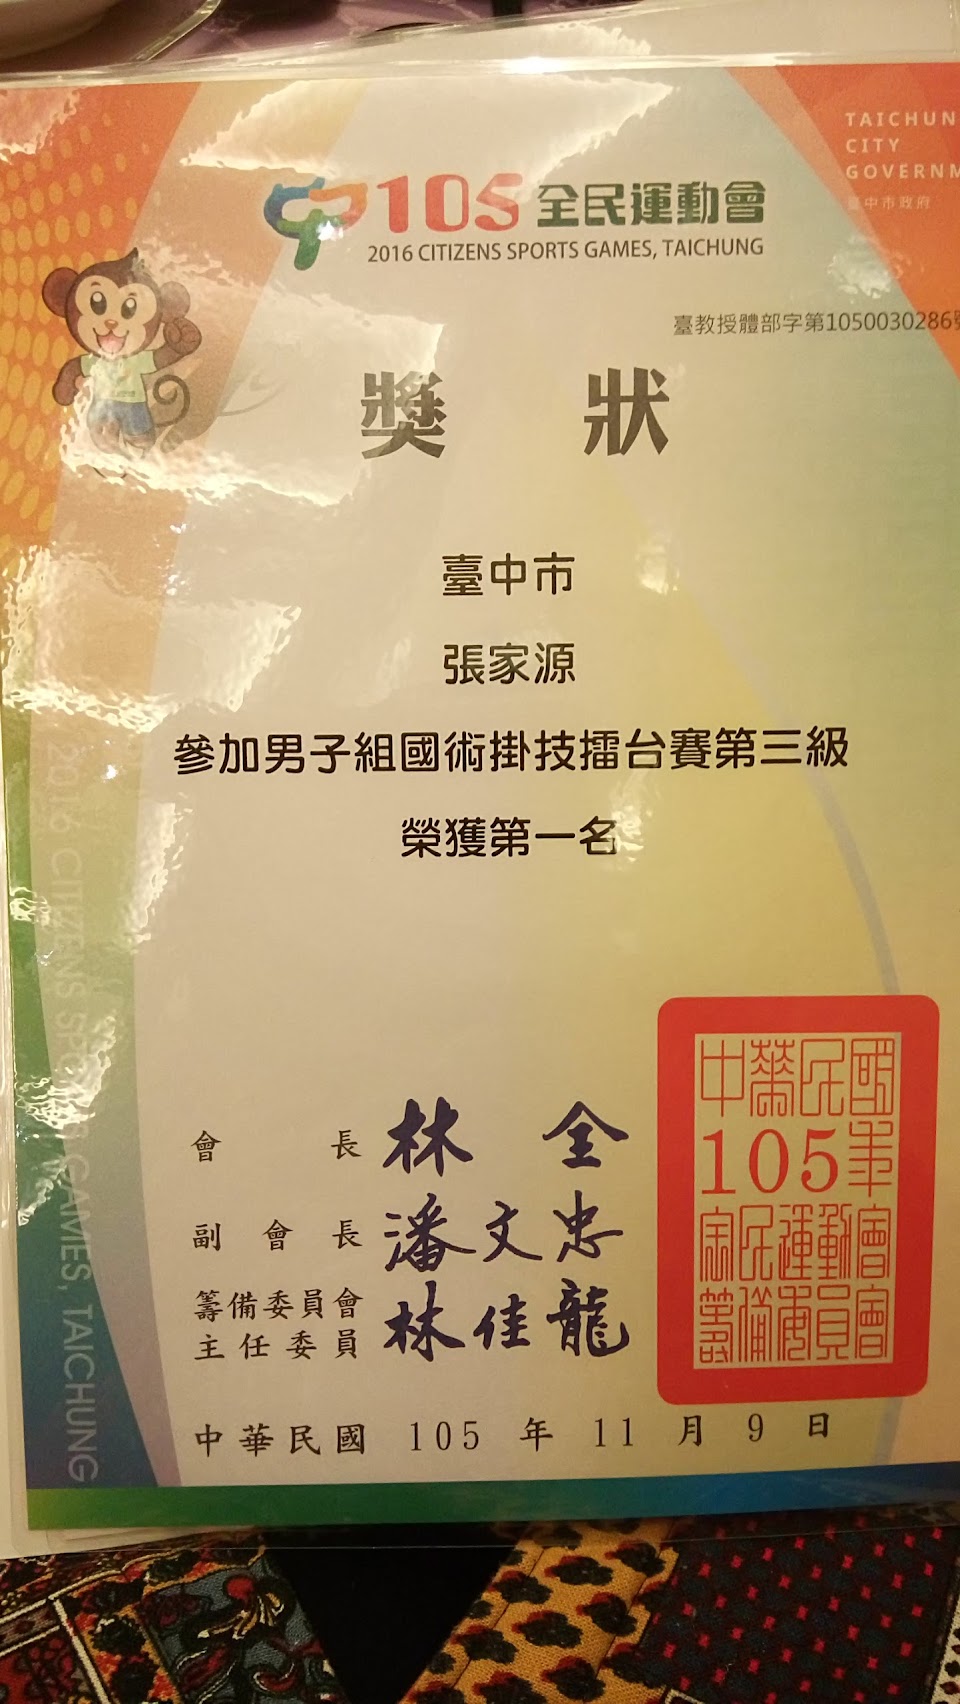 TAICHUN
CITY
GOVERNM
臺中市政府
105全民運動會
2016 CITIZENS SPORTS GAMES, TAICHUNG
臺教授體部字第1050030286號
獎狀
臺中市
張家源
參加男子組國術掛技擂台賽第三級
榮獲第一名
會長 林全
副會長 潘文忠
籌備委員會
主任委員 林佳龍
中華民國
105年
全民運動會
籌備委員會
中華民國 105 年 11 月 9 日
2016 CITIZENS SPORTS GAMES, TAICHUNG